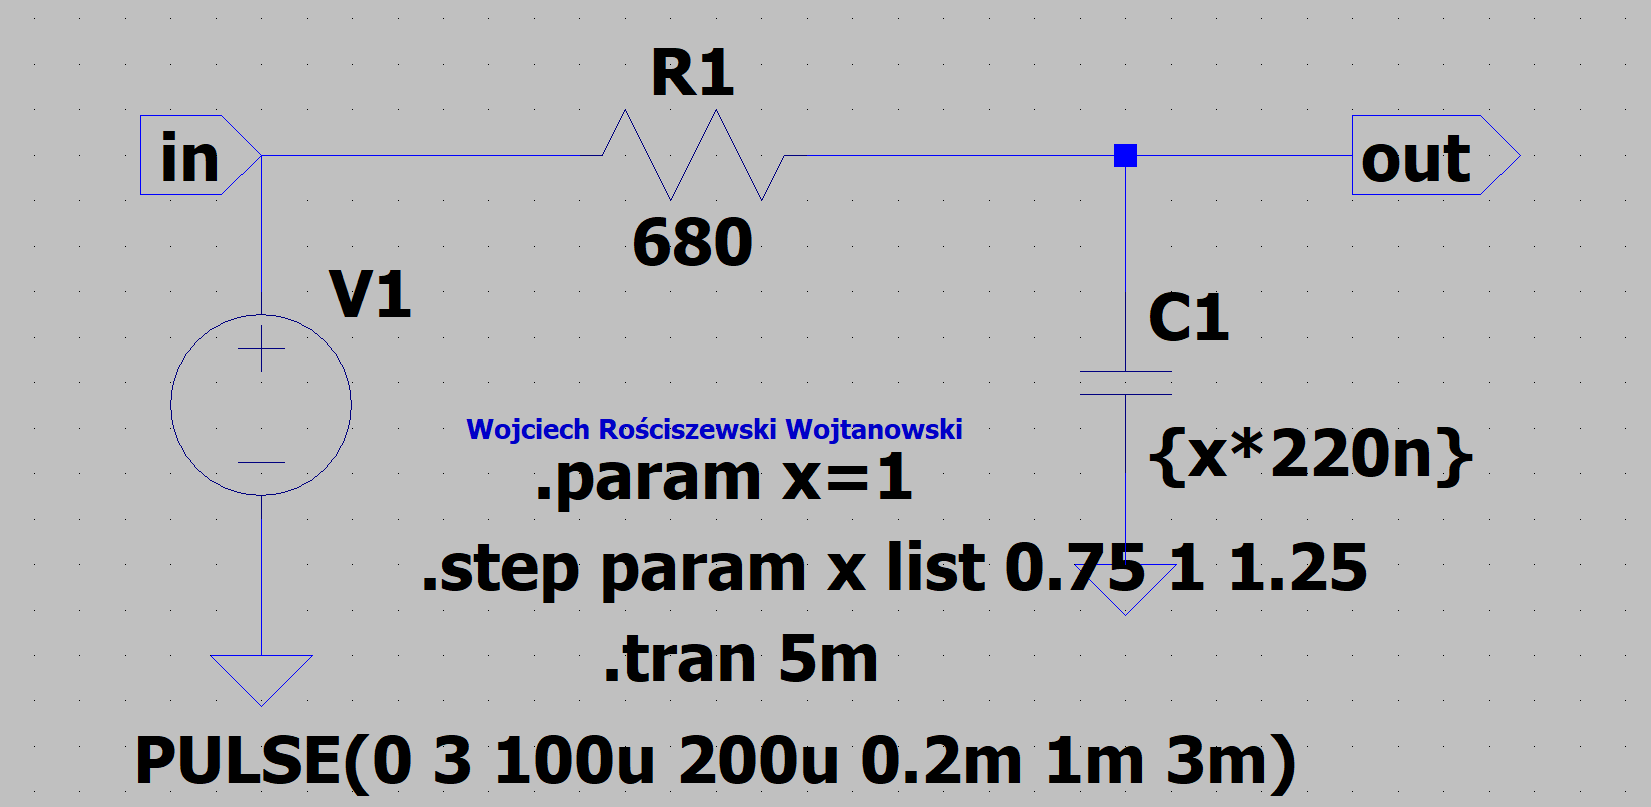 R1
in
out
680
V1
C1
Wojciech Rościszewski Wojtanowski
{x*220n}
.param x=1
.step param x list 0.75 1 1.25
.tran 5m
PULSE(0 3 100u 200u 0.2m 1m 3m)